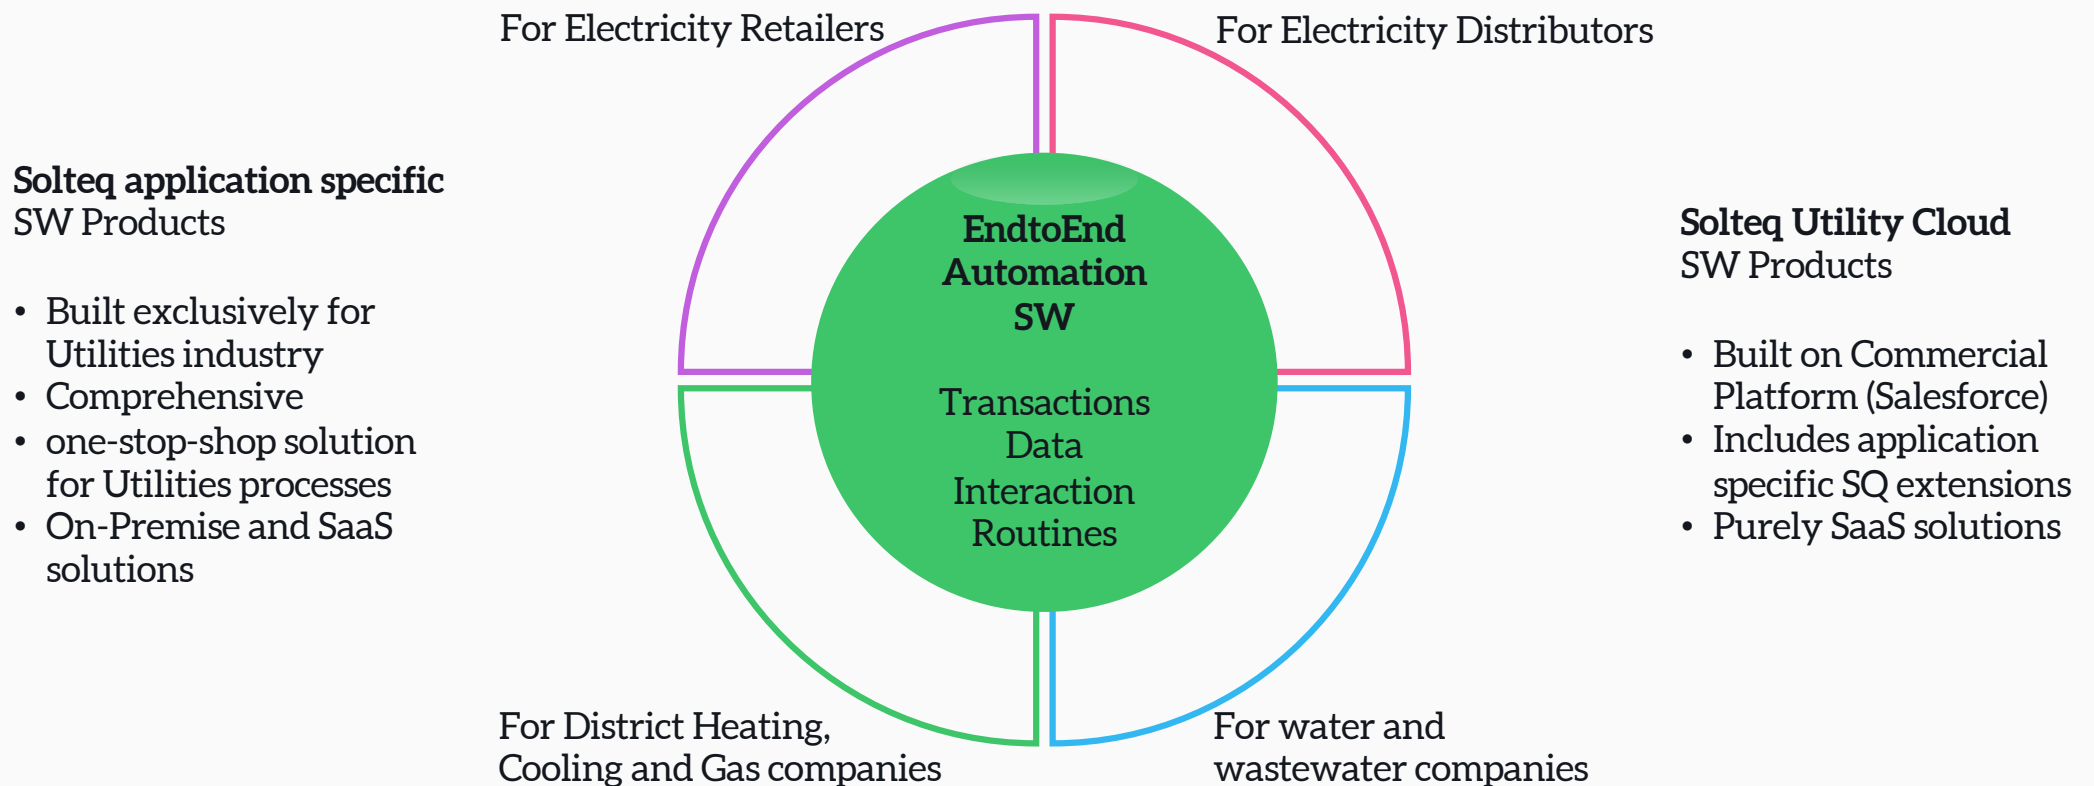 For Electricity Retailers
For Electricity Distributors
Solteq application specific
SW Products
• Built exclusively for
Utilities industry
• Comprehensive
• one-stop-shop solution
for Utilities processes
• On-Premise and SaaS
solutions
EndtoEnd
Automation
SW
Transactions
Data
Interaction
Routines
Solteq Utility Cloud
SW Products
• Built on Commercial
Platform (Salesforce)
• Includes application
specific SQ extensions
• Purely SaaS solutions
For District Heating,
Cooling and Gas companies
For water and
wastewater companies